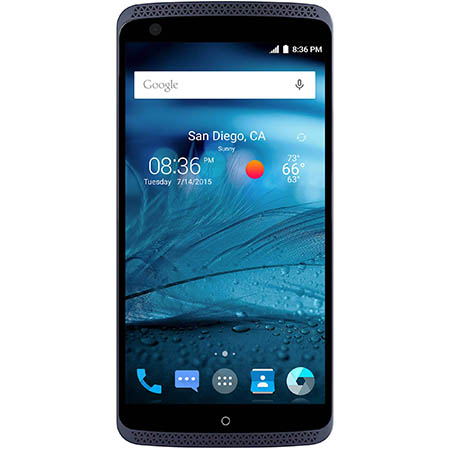 8:36 PM
Google
San Diego, CA
Sunny
08:36 PM
Tuesday 7/14/2015
73°
66°
63°